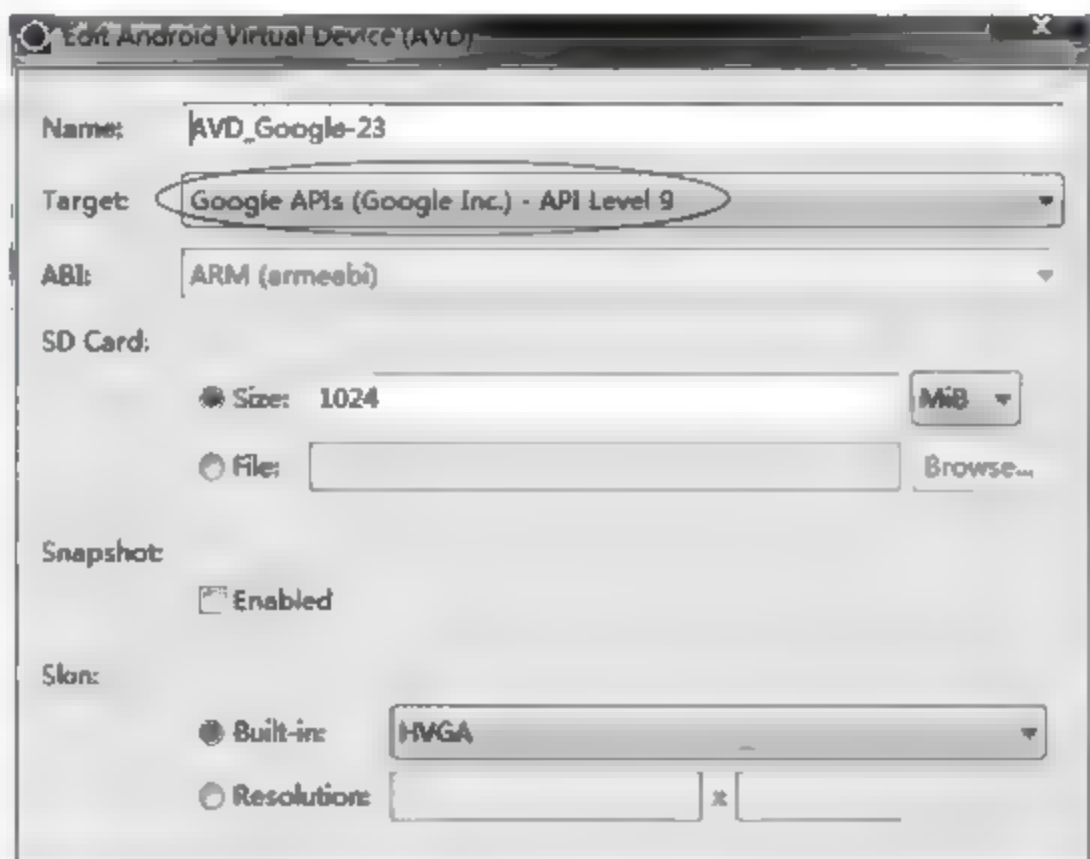 Edit Android Virtual Device (AVD)
Name: AVD_Google-23
Target: Google APIs (Google Inc.) - API Level 9
ABI: ARM (armeabi)
SD Card:
Size: 1024 MiB
File: Browse...
Snapshot:
Enabled
Skin:
Built-in: HVGA
Resolution: x